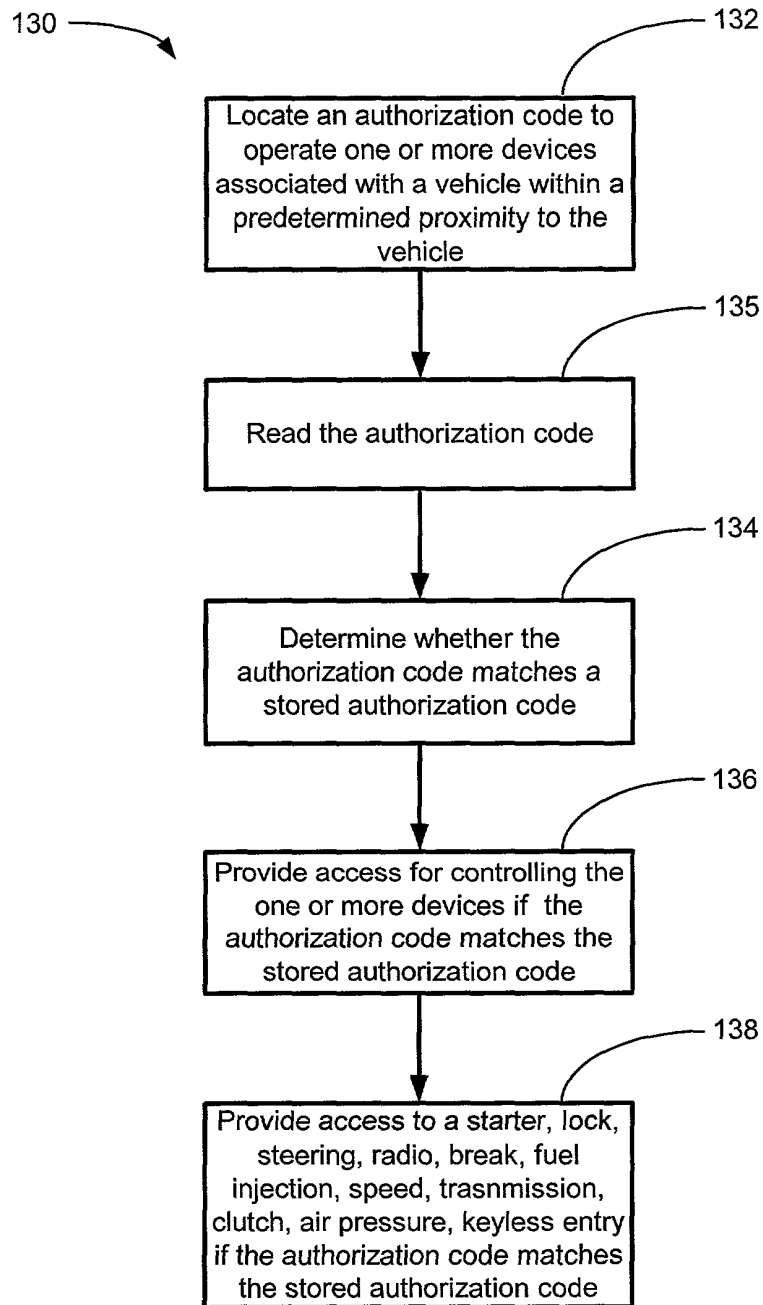 130
132
Locate an authorization code to
operate one or more devices
associated with a vehicle within a
predetermined proximity to the
vehicle
135
Read the authorization code
134
Determine whether the
authorization code matches a
stored authorization code
136
Provide access for controlling the
one or more devices if the
authorization code matches the
stored authorization code
138
Provide access to a starter, lock,
steering, radio, break, fuel
injection, speed, trasnmission,
clutch, air pressure, keyless entry
if the authorization code matches
the stored authorization code